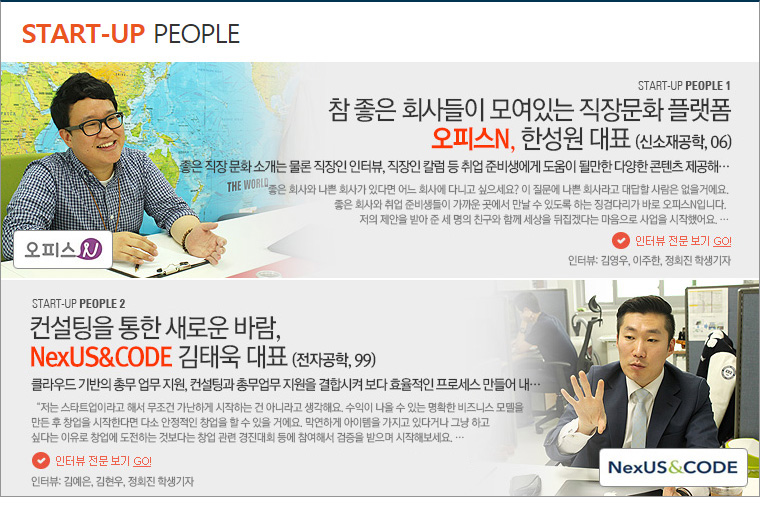 START-UP PEOPLE
START-UP PEOPLE 1
참 좋은 회사들이 모여있는 직장문화 플랫폼
오피스N, 한성원 대표 (신소재공학, 06)
좋은 직장 문화 소개는 물론 직장인 인터뷰, 직장인 칼럼 등 취업 준비생에게 도움이 될만한 다양한 콘텐츠 제공해…
THE WORLD
좋은 회사와 나쁜 회사가 있다면 어느 회사에 다니고 싶으세요? 이 질문에 나쁜 회사라고 대답할 사람은 없을거예요.
좋은 회사와 취업 준비생들이 가까운 곳에서 만날 수 있도록 하는 징검다리가 바로 오피스N입니다.
저의 제안을 받아 준 세 명의 친구와 함께 세상을 뒤집겠다는 마음으로 사업을 시작했어요. …
오피스 N
인터뷰 전문 보기 GO!
인터뷰: 김영우, 이주한, 정희진 학생기자
START-UP PEOPLE 2
컨설팅을 통한 새로운 바람,
NexUS&CODE 김태욱 대표 (전자공학, 99)
클라우드 기반의 총무 업무 지원, 컨설팅과 총무업무 지원을 결합시켜 보다 효율적인 프로세스 만들어 내…
“저는 스타트업이라고 해서 무조건 가난하게 시작하는 건 아니라고 생각해요. 수익이 나올 수 있는 명확한 비즈니스 모델을
만든 후 창업을 시작한다면 다소 안정적인 창업을 할 수 있을 거에요. 막연하게 아이템을 가지고 있다거나 그냥 하고
싶다는 이유로 창업에 도전하는 것보다는 창업 관련 경진대회 등에 참여해서 검증을 받으며 시작해보세요. …
인터뷰 전문 보기 GO!
NexUS&CODE
인터뷰: 김예은, 김현우, 정희진 학생기자